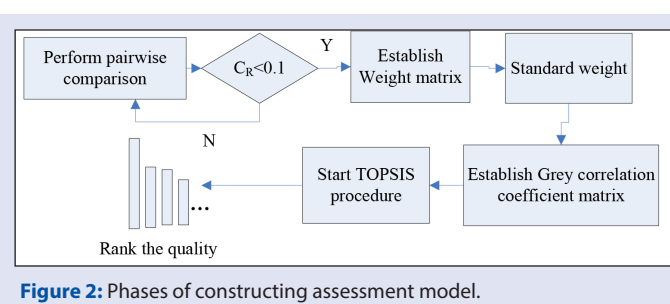 Perform pairwise
comparison
C_R<0.1
Y
Establish
Weight matrix
Standard weight
N
Establish Grey correlation
coefficient matrix
Start TOPSIS
procedure
...
Rank the quality
Figure 2: Phases of constructing assessment model.